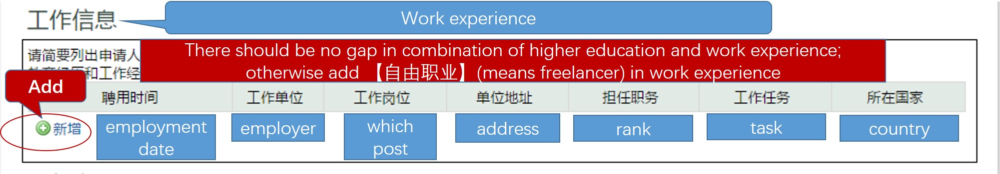 工作信息
Work experience
请简要列出申请人
There should be no gap in combination of higher education and work experience;
和工作经
otherwise add 【自由职业】(means freelancer) in work experience
Add
聘用时间 工作单位 工作岗位 单位地址 担任职务 工作任务 所在国家
新增
employment
date
employer
which
post
address
rank
task
country